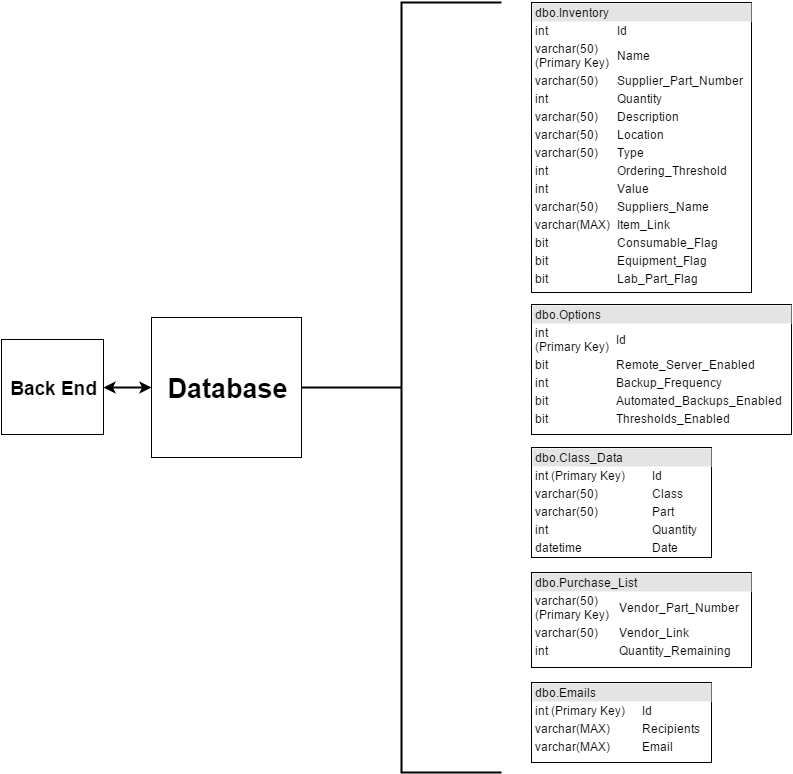 Back End
Database
dbo.Inventory
int Id
varchar(50)
(Primary Key) Name
varchar(50) Supplier_Part_Number
int Quantity
varchar(50) Description
varchar(50) Location
varchar(50) Type
int Ordering_Threshold
int Value
varchar(50) Suppliers_Name
varchar(MAX) Item_Link
bit Consumable_Flag
bit Equipment_Flag
bit Lab_Part_Flag
dbo.Options
int
(Primary Key) Id
bit Remote_Server_Enabled
int Backup_Frequency
bit Automated_Backups_Enabled
bit Thresholds_Enabled
dbo.Class_Data
int (Primary Key) Id
varchar(50) Class
varchar(50) Part
int Quantity
datetime Date
dbo.Purchase_List
varchar(50)
(Primary Key) Vendor_Part_Number
varchar(50) Vendor_Link
int Quantity_Remaining
dbo.Emails
int (Primary Key) Id
varchar(MAX) Recipients
varchar(MAX) Email